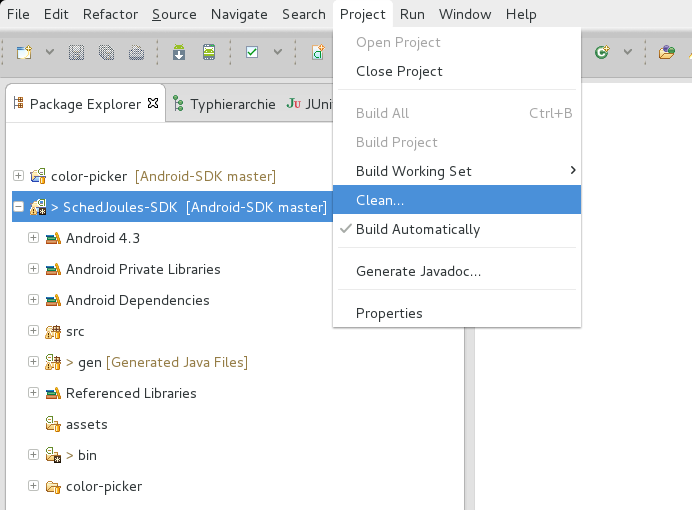 File Edit Refactor Source Navigate Search Project Run Window Help
Open Project
Close Project
Build All Ctrl+B
Build Project
Build Working Set
Clean...
Build Automatically
Generate Javadoc...
Properties
Package Explorer Typhierarchie Ju JUni
color-picker [Android-SDK master]
> SchedJoules-SDK [Android-SDK master]
Android 4.3
Android Private Libraries
Android Dependencies
src
> gen [Generated Java Files]
Referenced Libraries
assets
> bin
color-picker